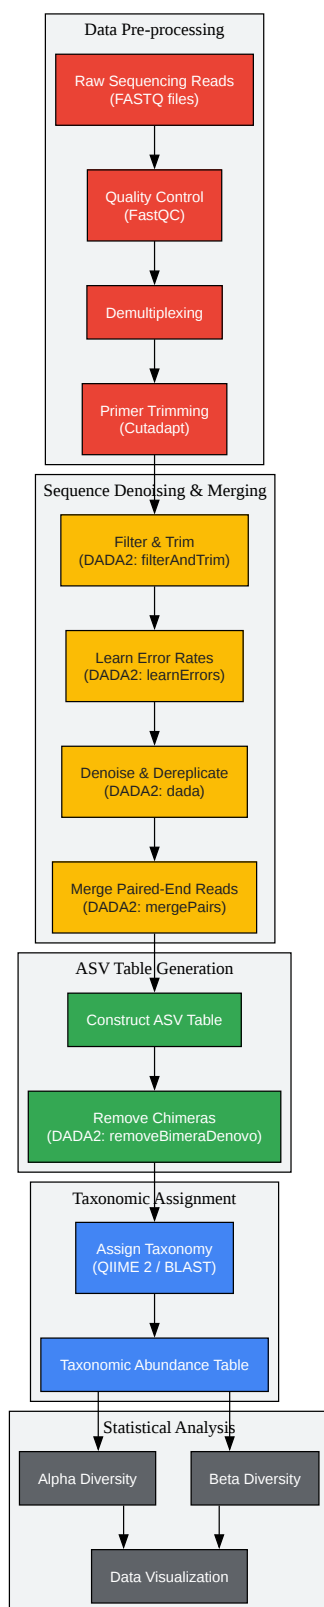 Data Pre-processing
Raw Sequencing Reads
(FASTQ files)
Quality Control
(FastQC)
Demultiplexing
Primer Trimming
(Cutadapt)
Sequence Denoising & Merging
Filter & Trim
(DADA2: filterAndTrim)
Learn Error Rates
(DADA2: learnErrors)
Denoise & Dereplicate
(DADA2: dada)
Merge Paired-End Reads
(DADA2: mergePairs)
ASV Table Generation
Construct ASV Table
Remove Chimeras
(DADA2: removeBimeraDenovo)
Taxonomic Assignment
Assign Taxonomy
(QIIME 2 / BLAST)
Taxonomic Abundance Table
Statistical Analysis
Alpha Diversity
Beta Diversity
Data Visualization